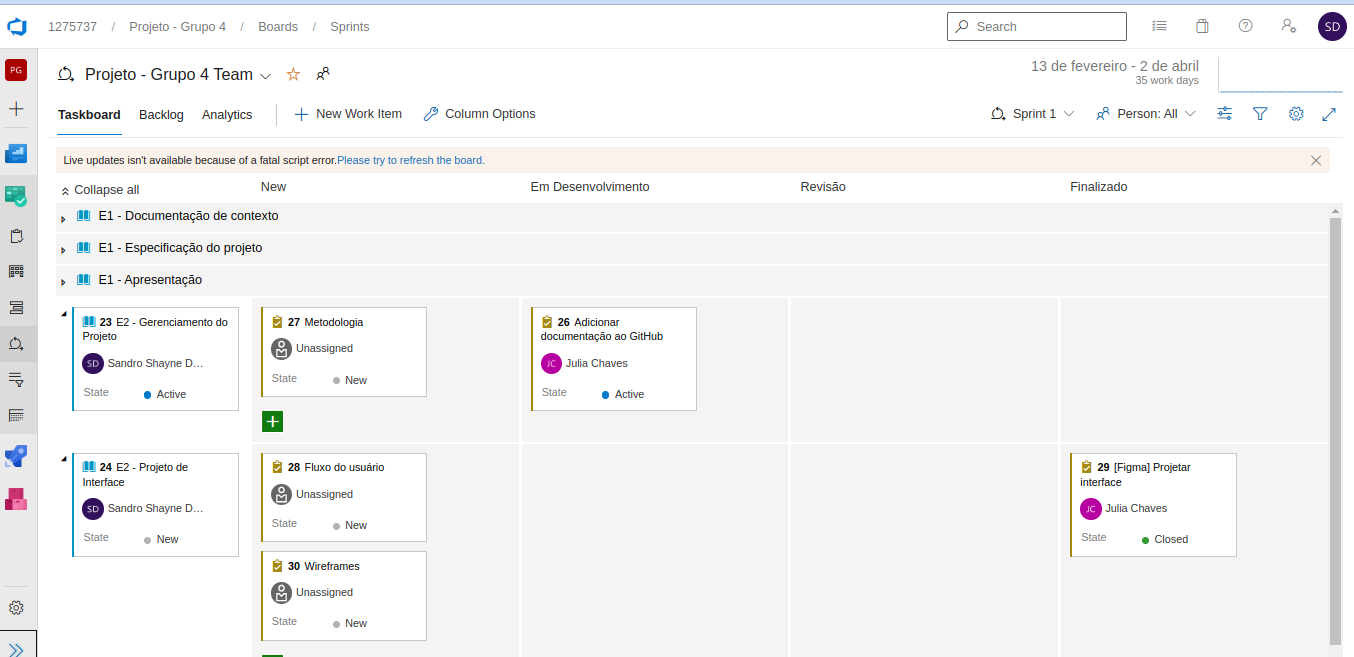 1275737 / Projeto - Grupo 4 / Boards / Sprints
Search
SD
PG
Projeto - Grupo 4 Team
13 de fevereiro - 2 de abril
35 work days
Taskboard Backlog Analytics New Work Item Column Options
Sprint 1 Person: All
Live updates isn't available because of a fatal script error.Please try to refresh the board.
Collapse all New Em Desenvolvimento Revisão Finalizado
E1 - Documentação de contexto
E1 - Especificação do projeto
E1 - Apresentação
23 E2 - Gerenciamento do
Projeto
SD Sandro Shayne D...
State Active
27 Metodologia
Unassigned
State New
26 Adicionar
documentação ao GitHub
JC Julia Chaves
State Active
24 E2 - Projeto de
Interface
SD Sandro Shayne D...
State New
28 Fluxo do usuário
Unassigned
State New
30 Wireframes
Unassigned
State New
29 [Figma] Projetar
interface
JC Julia Chaves
State Closed